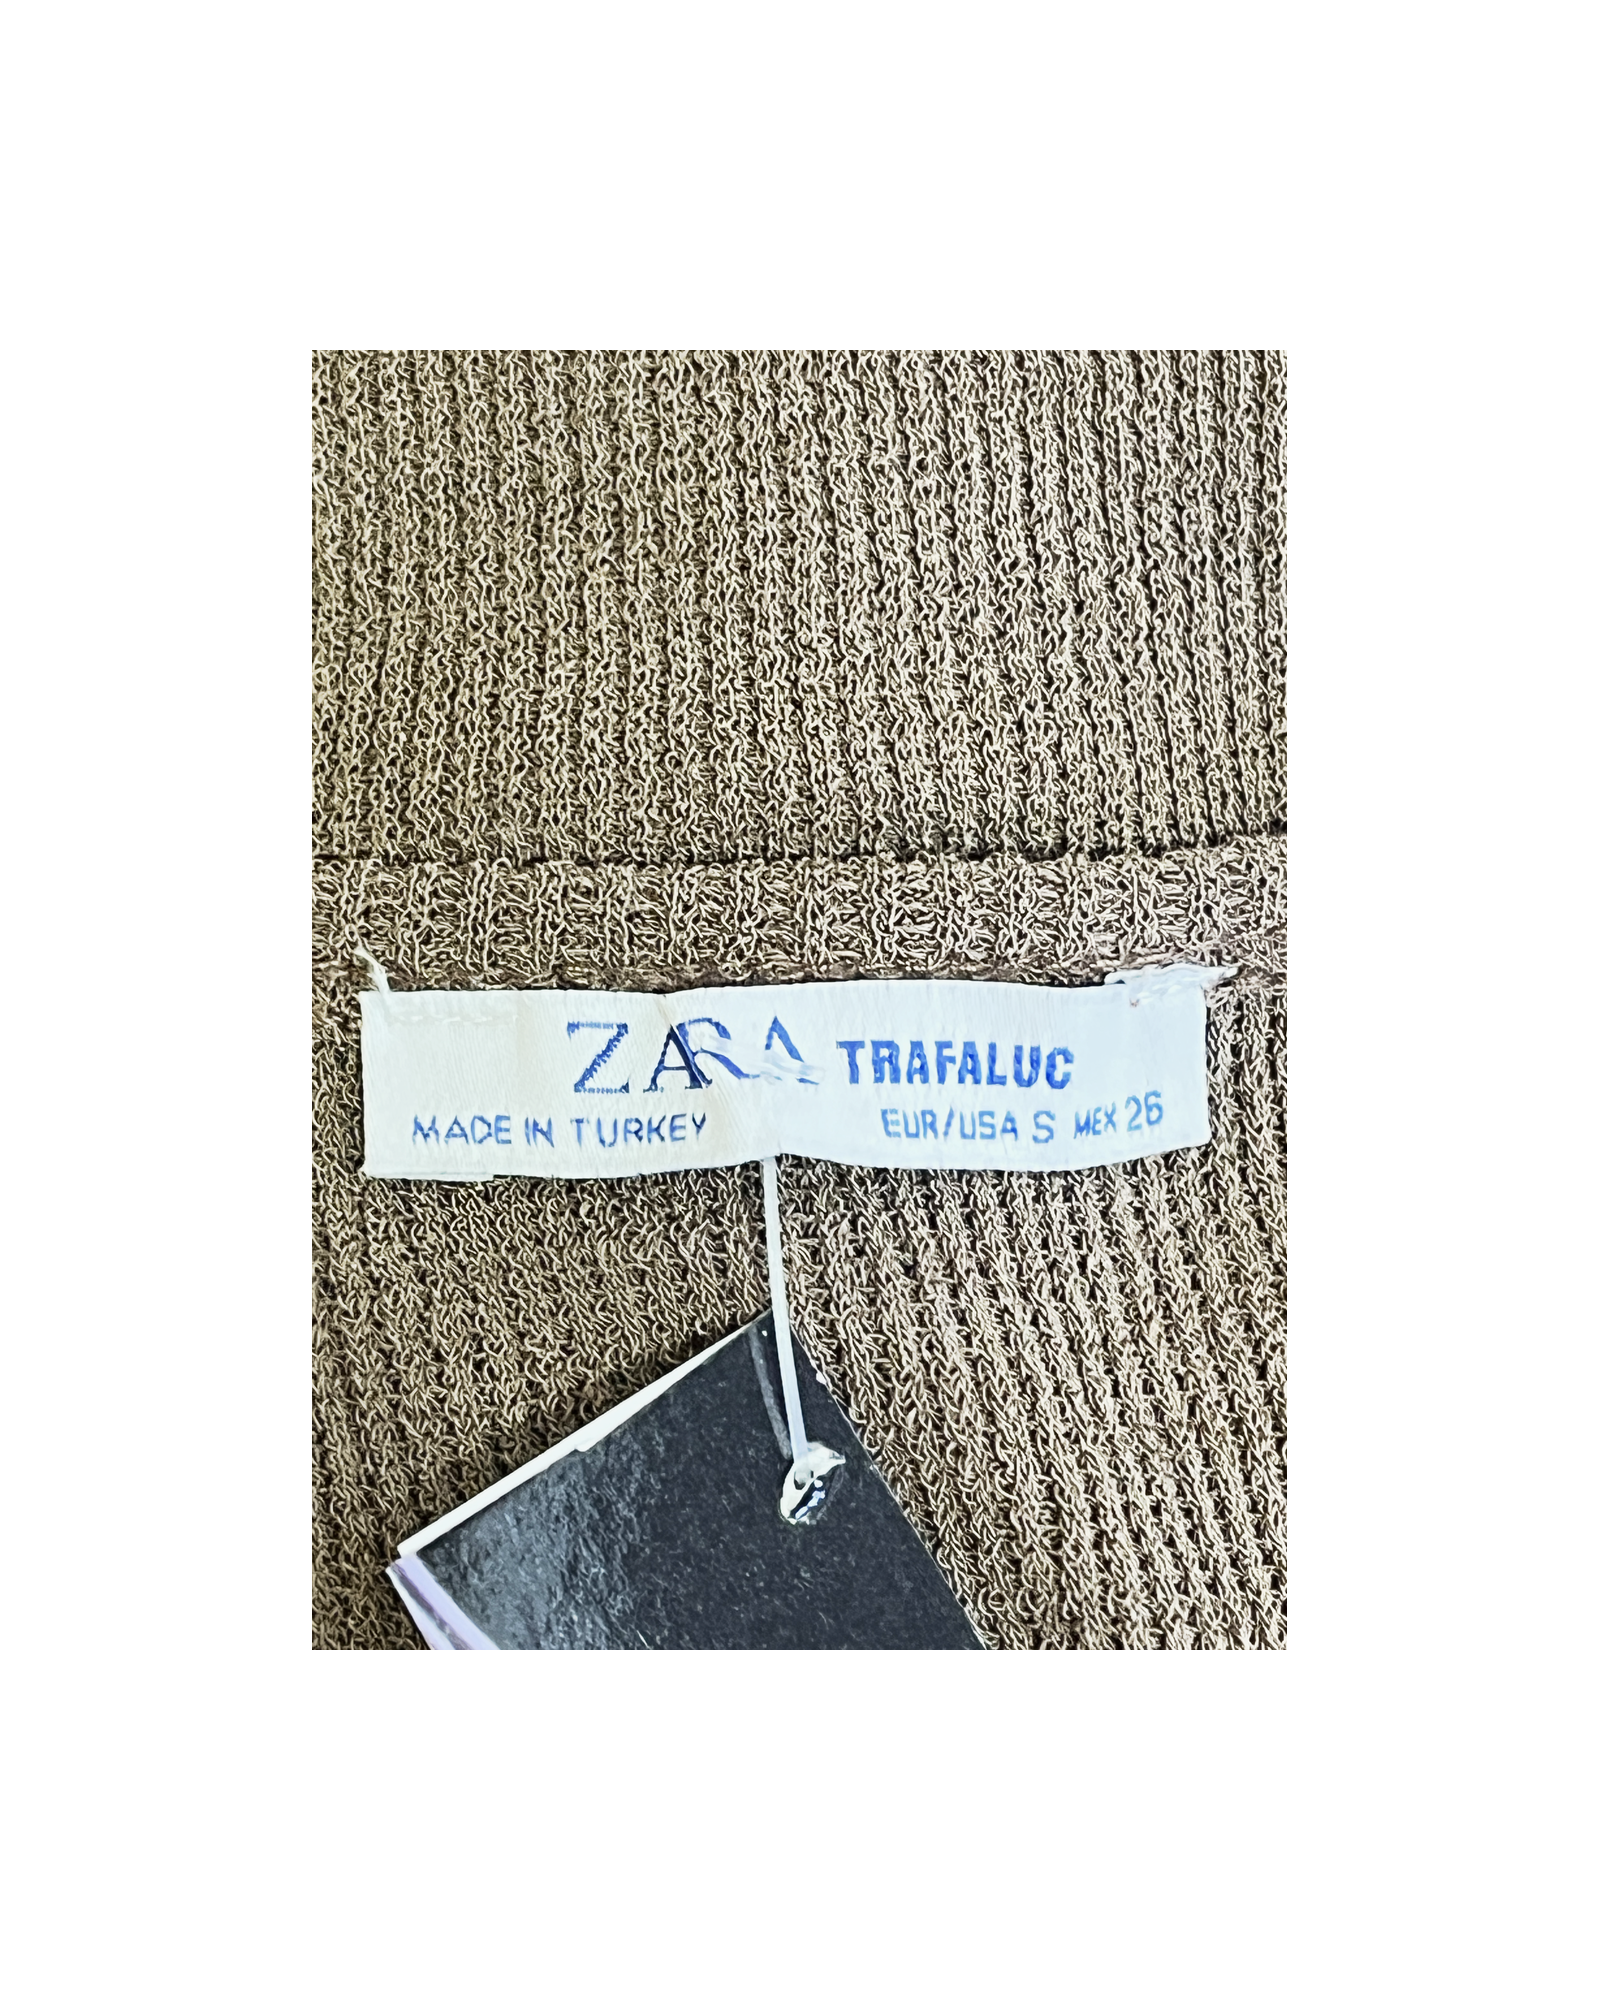 ZARA TRAFALUC
MADE IN TURKEY EUR/USA S MEX 26